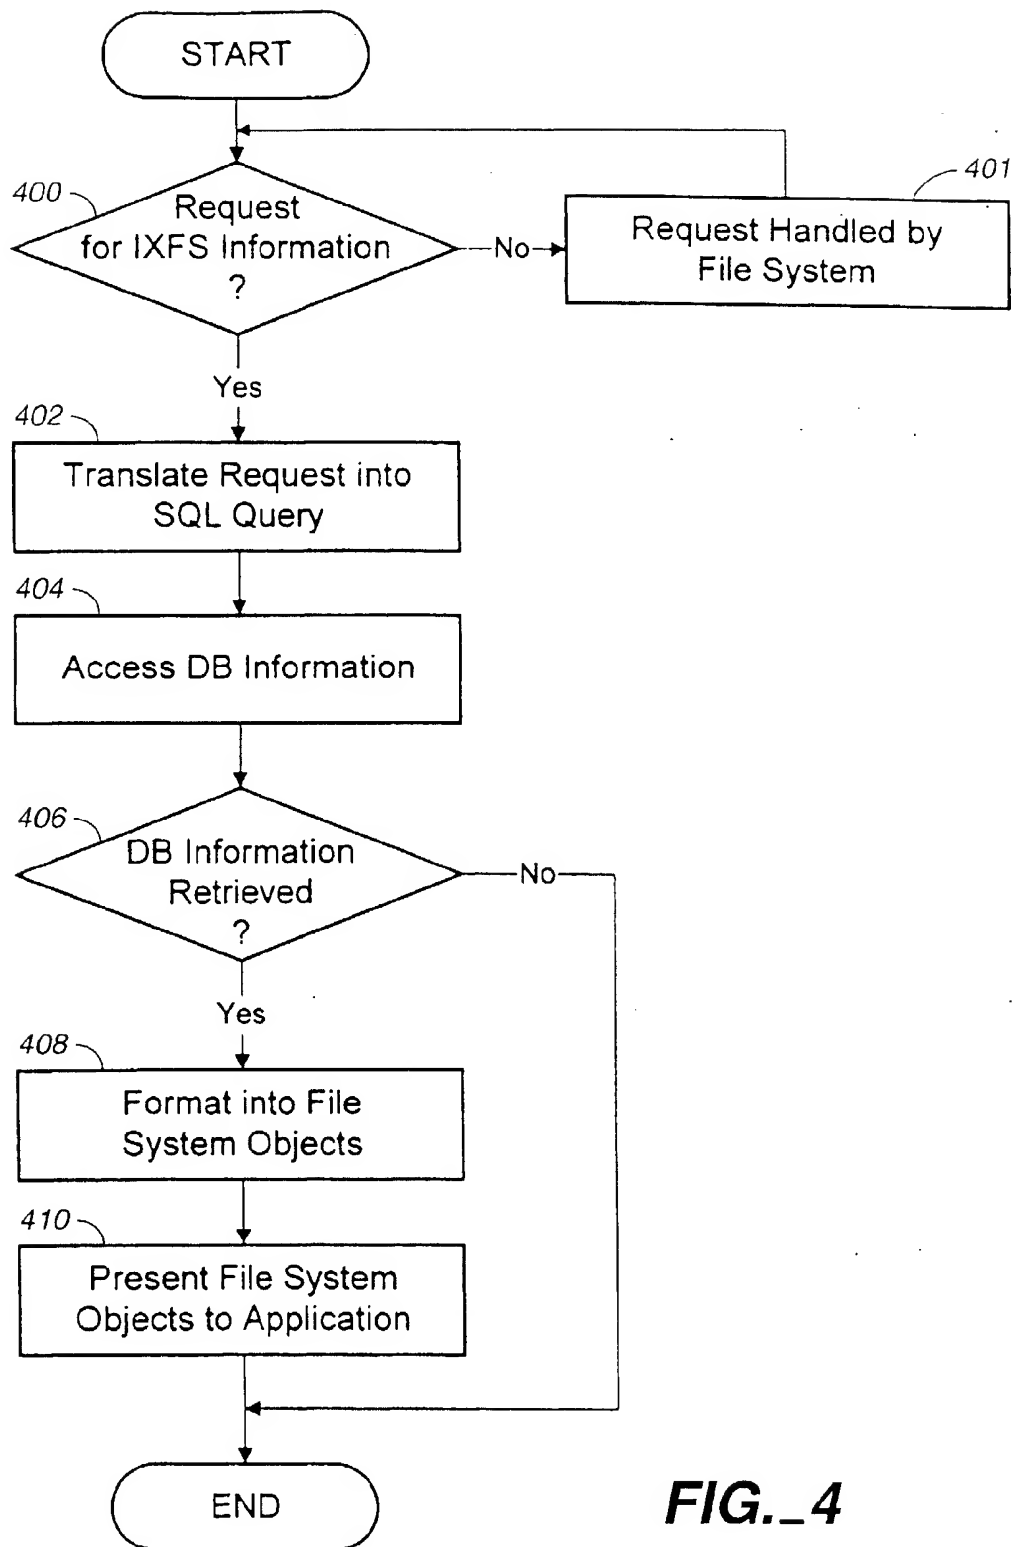 START
400
Request
for IXFS Information
?
No
401
Request Handled by
File System
Yes
402
Translate Request into
SQL Query
404
Access DB Information
406
DB Information
Retrieved
?
No
Yes
408
Format into File
System Objects
410
Present File System
Objects to Application
END
FIG._4